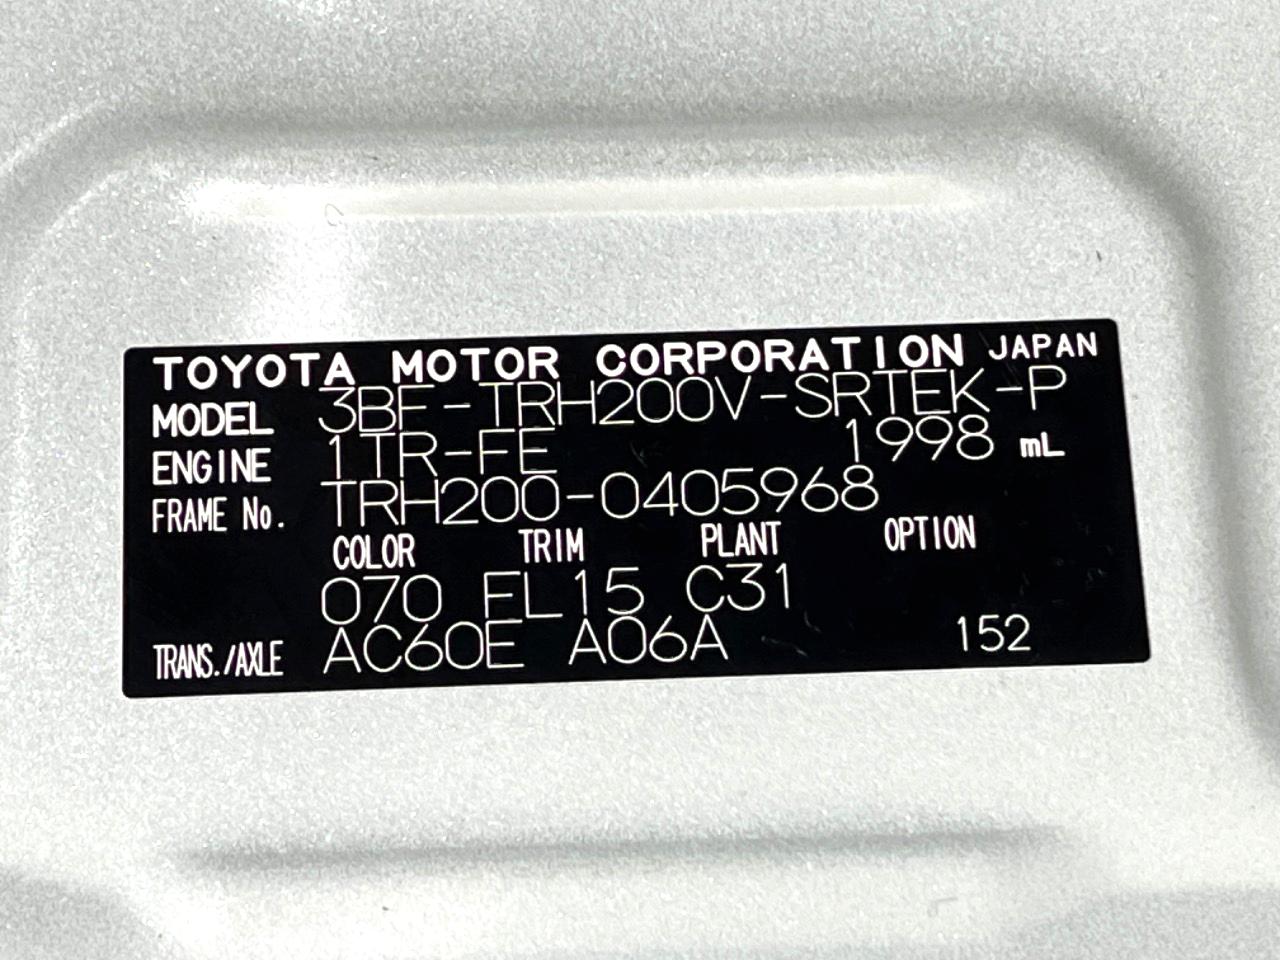 TOYOTA MOTOR CORPORATION JAPAN
MODEL 3BF-TRH200V-SRTEK-P
ENGINE 1TR-FE 1998 mL
FRAME No. TRH200-0405968
COLOR TRIM PLANT OPTION
070 FL15 C31
TRANS./AXLE AC60E A06A 152